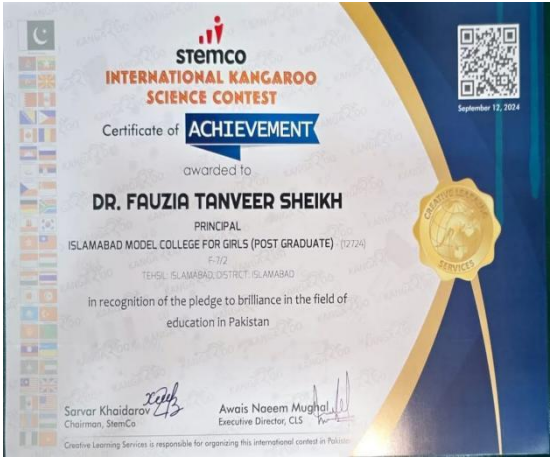 STEMCO
INTERNATIONAL KANGAROO
SCIENCE CONTEST
Certificate of ACHIEVEMENT
awarded to
DR. FAUZIA TANVEER SHEIKH
PRINCIPAL
ISLAMABAD MODEL COLLEGE FOR GIRLS (POST GRADUATE) - (12724)
F-7/2
TEHSIL: ISLAMABAD, DISTRICT: ISLAMABAD
in recognition of the pledge to brilliance in the field of
education in Pakistan
Sarvar Khaidarov
Chairman, StemCo
Awais Naeem Mughal
Executive Director, CLS
Creative Learning Services is responsible for organizing this international contest in Pakistan
September 12, 2024
CREATIVE LEARNING
SERVICES